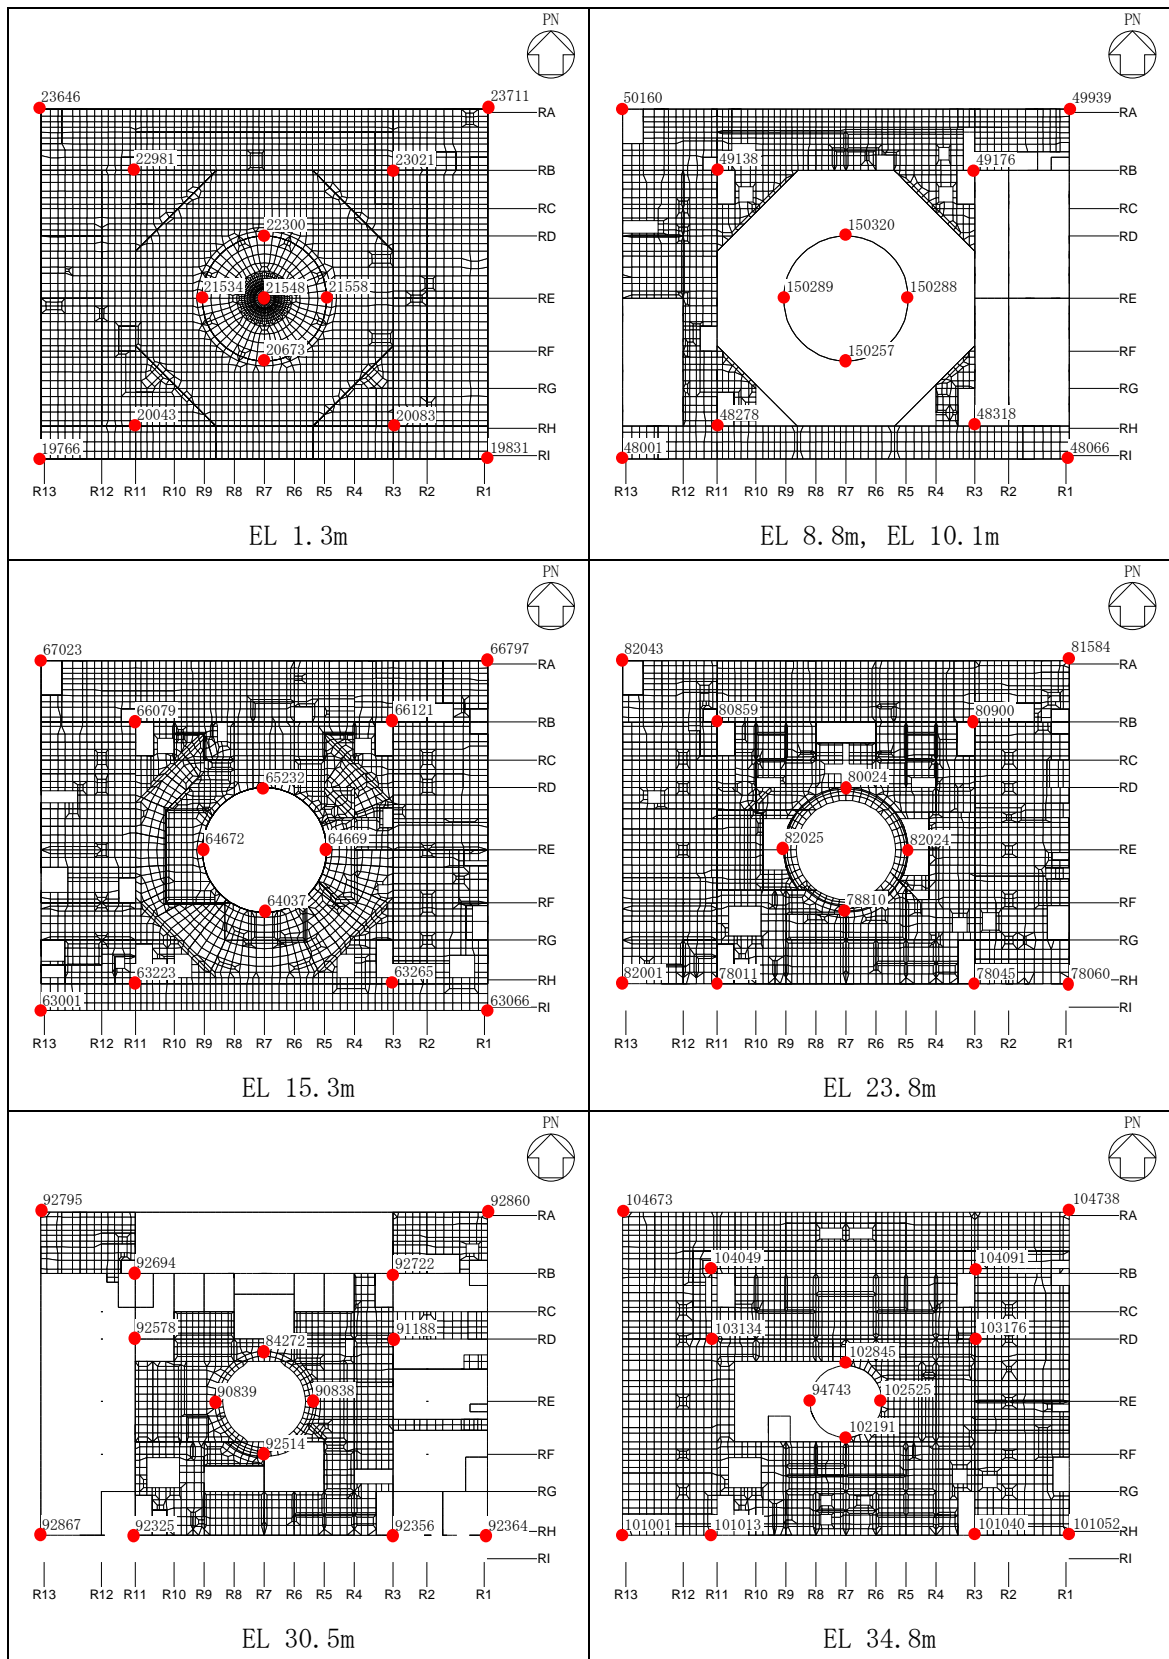 PN
23646
23711
RA
22981
23021
RB
RC
22300
RD
21534
21548
21558
RE
20673
RF
RG
20043
20083
RH
19766
19831
RI
R13 R12 R11 R10 R9 R8 R7 R6 R5 R4 R3 R2 R1
EL 1.3m
PN
50160
49939
RA
49138
49176
RB
RC
150320
RD
150289
150288
RE
150257
RF
RG
48278
48318
RH
48001
48066
RI
R13 R12 R11 R10 R9 R8 R7 R6 R5 R4 R3 R2 R1
EL 8.8m, EL 10.1m
PN
67023
66797
RA
66079
66121
RB
RC
65232
RD
64672
64669
RE
64037
RF
RG
63223
63265
RH
63001
63066
RI
R13 R12 R11 R10 R9 R8 R7 R6 R5 R4 R3 R2 R1
EL 15.3m
PN
82043
81584
RA
80859
80900
RB
RC
80024
RD
82025
82024
RE
78810
RF
RG
82001
78011
78045
78060
RH
RI
R13 R12 R11 R10 R9 R8 R7 R6 R5 R4 R3 R2 R1
EL 23.8m
PN
92795
92860
RA
92694
92722
RB
RC
92578
91188
RD
84272
90839
90838
RE
92514
RF
RG
92867
92325
92356
92364
RH
RI
R13 R12 R11 R10 R9 R8 R7 R6 R5 R4 R3 R2 R1
EL 30.5m
PN
104673
104738
RA
104049
104091
RB
RC
103134
103176
RD
102845
94743
102525
RE
102191
RF
RG
101001
101013
101040
101052
RH
RI
R13 R12 R11 R10 R9 R8 R7 R6 R5 R4 R3 R2 R1
EL 34.8m